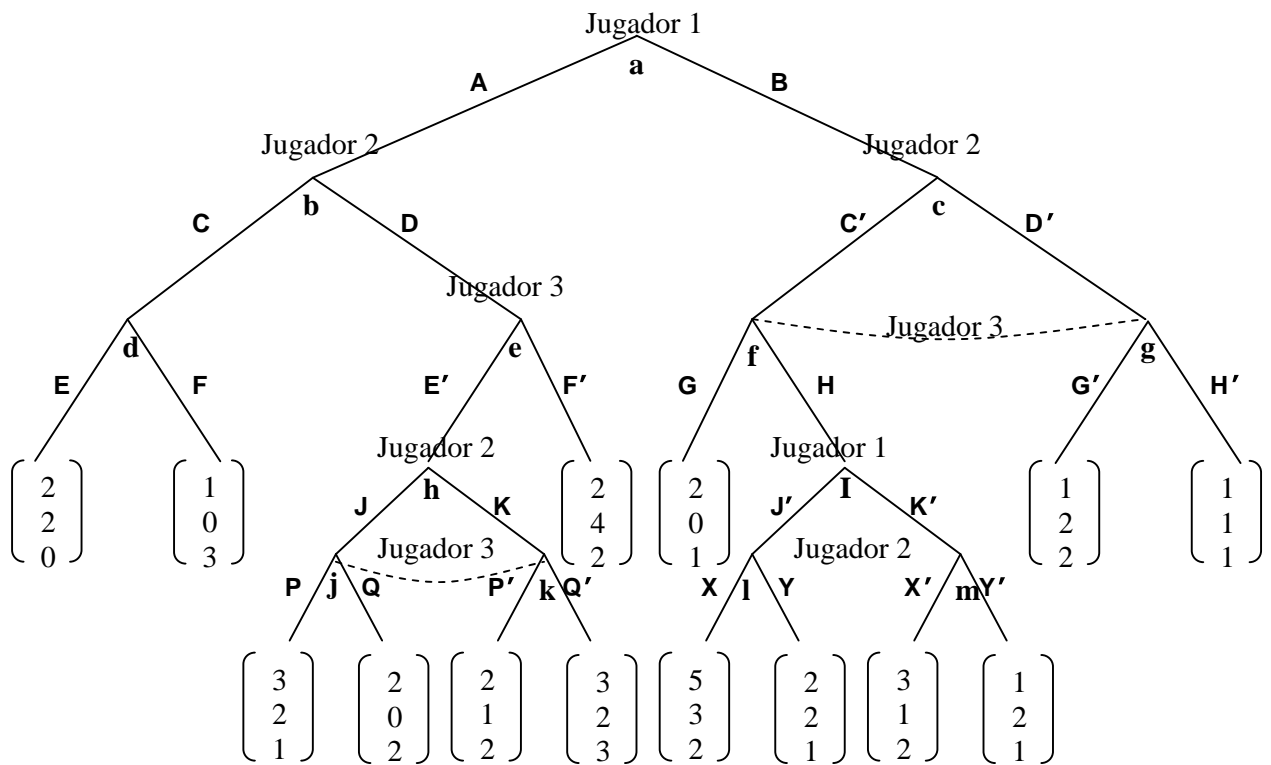 Jugador 1
a
A B
Jugador 2 Jugador 2
b c
C D C′ D′
Jugador 3 Jugador 3
d e f g
E F E′ F′ G H G′ H′
Jugador 2 Jugador 1
h I
2 1 2 2 1 1
2 0 4 0 2 1
0 3 2 1 2 1
J K J′ K′
Jugador 3 Jugador 2
P j Q P′ k Q′ X l Y X′ m Y′
3 2 2 3 5 2 3 1
2 0 1 2 3 2 1 2
1 2 2 3 2 1 2 1